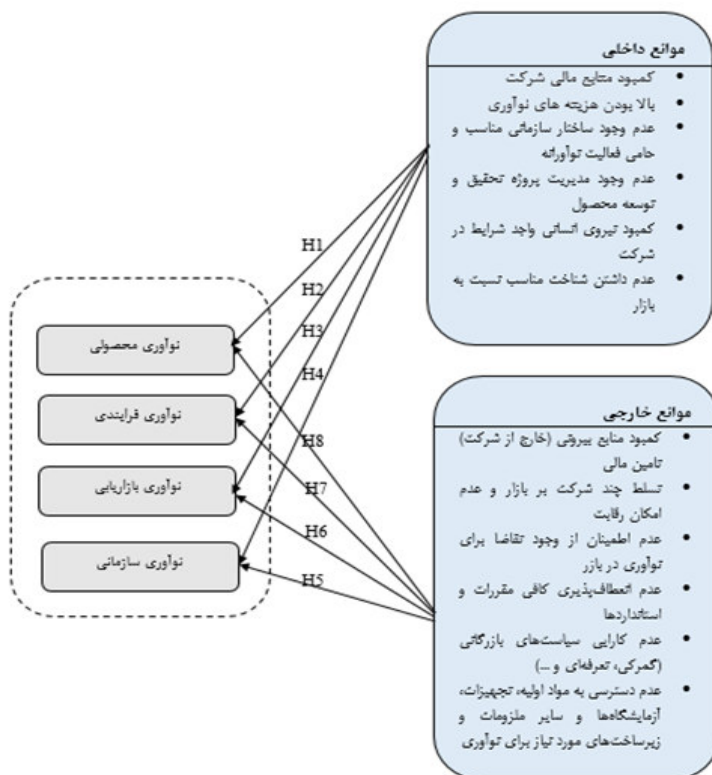 موانع داخلی
کمبود منابع مالی شرکت
بالا بودن هزینه های نوآوری
عدم وجود ساختار سازمانی مناسب و
حامی فعالیت نوآورانه
عدم وجود مدیریت پروژه تحقیق و
توسعه محصول
کمبود نیروی انسانی واجد شرایط در
شرکت
عدم داشتن شناخت مناسب نسبت به
بازار
H1
H2
H3
H4
نوآوری محصولی
نوآوری فرایندی
نوآوری بازاریابی
نوآوری سازمانی
H8
H7
H6
H5
موانع خارجی
کمبود منابع بیرونی (خارج از شرکت)
تامین مالی
تسلط چند شرکت بر بازار و عدم
امکان رقابت
عدم اطمینان از وجود تقاضا برای
نوآوری در بازر
عدم انعطاف‌پذیری کافی مقررات و
استانداردها
عدم کارایی سیاست‌های بازرگانی
(گمرکی، تعرفه‌ای و ...)
عدم دسترسی به مواد اولیه، تجهیزات،
آزمایشگاه‌ها و سایر ملزومات و
زیرساخت‌های مورد نیاز برای نوآوری